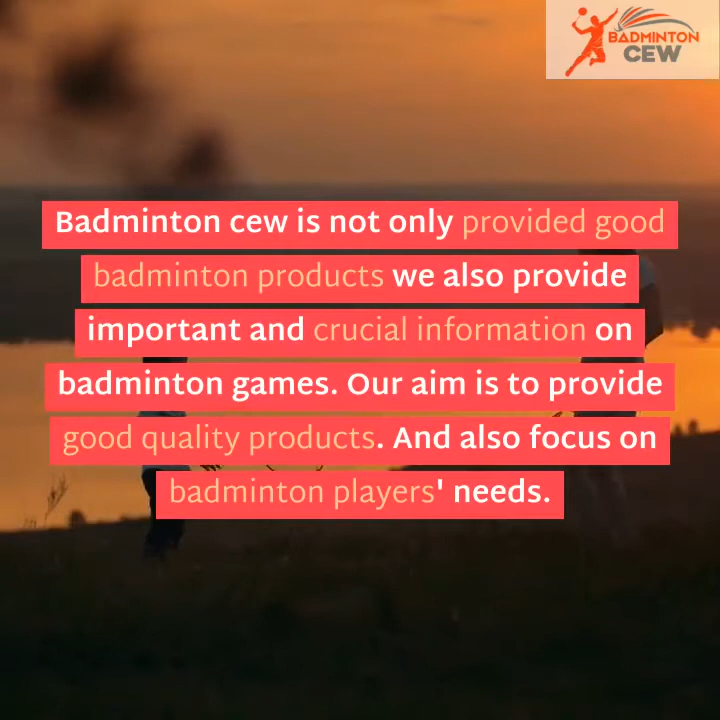 BADMINTON
CEW
Badminton cew is not only provided good
badminton products we also provide
important and crucial information on
badminton games. Our aim is to provide
good quality products. And also focus on
badminton players' needs.